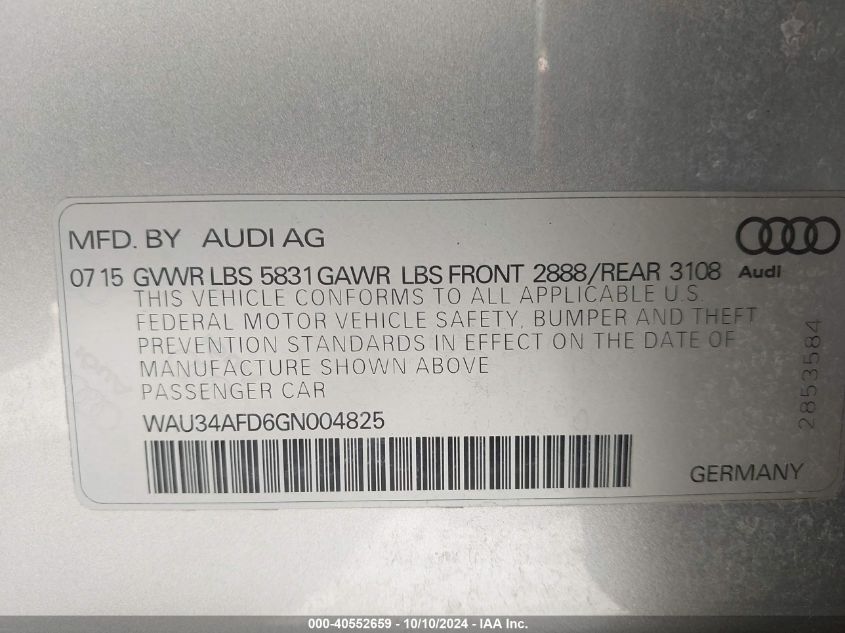 MFD. BY AUDI AG
0715 GVWR LBS 5831 GAWR LBS FRONT 2888/REAR 3108 Audi
THIS VEHICLE CONFORMS TO ALL APPLICABLE U.S.
FEDERAL MOTOR VEHICLE SAFETY, BUMPER AND THEFT
PREVENTION STANDARDS IN EFFECT ON THE DATE OF
MANUFACTURE SHOWN ABOVE
PASSENGER CAR
WAU34AFD6GN004825
GERMANY
2853584
000-40552659 - 10/10/2024 - IAA Inc.